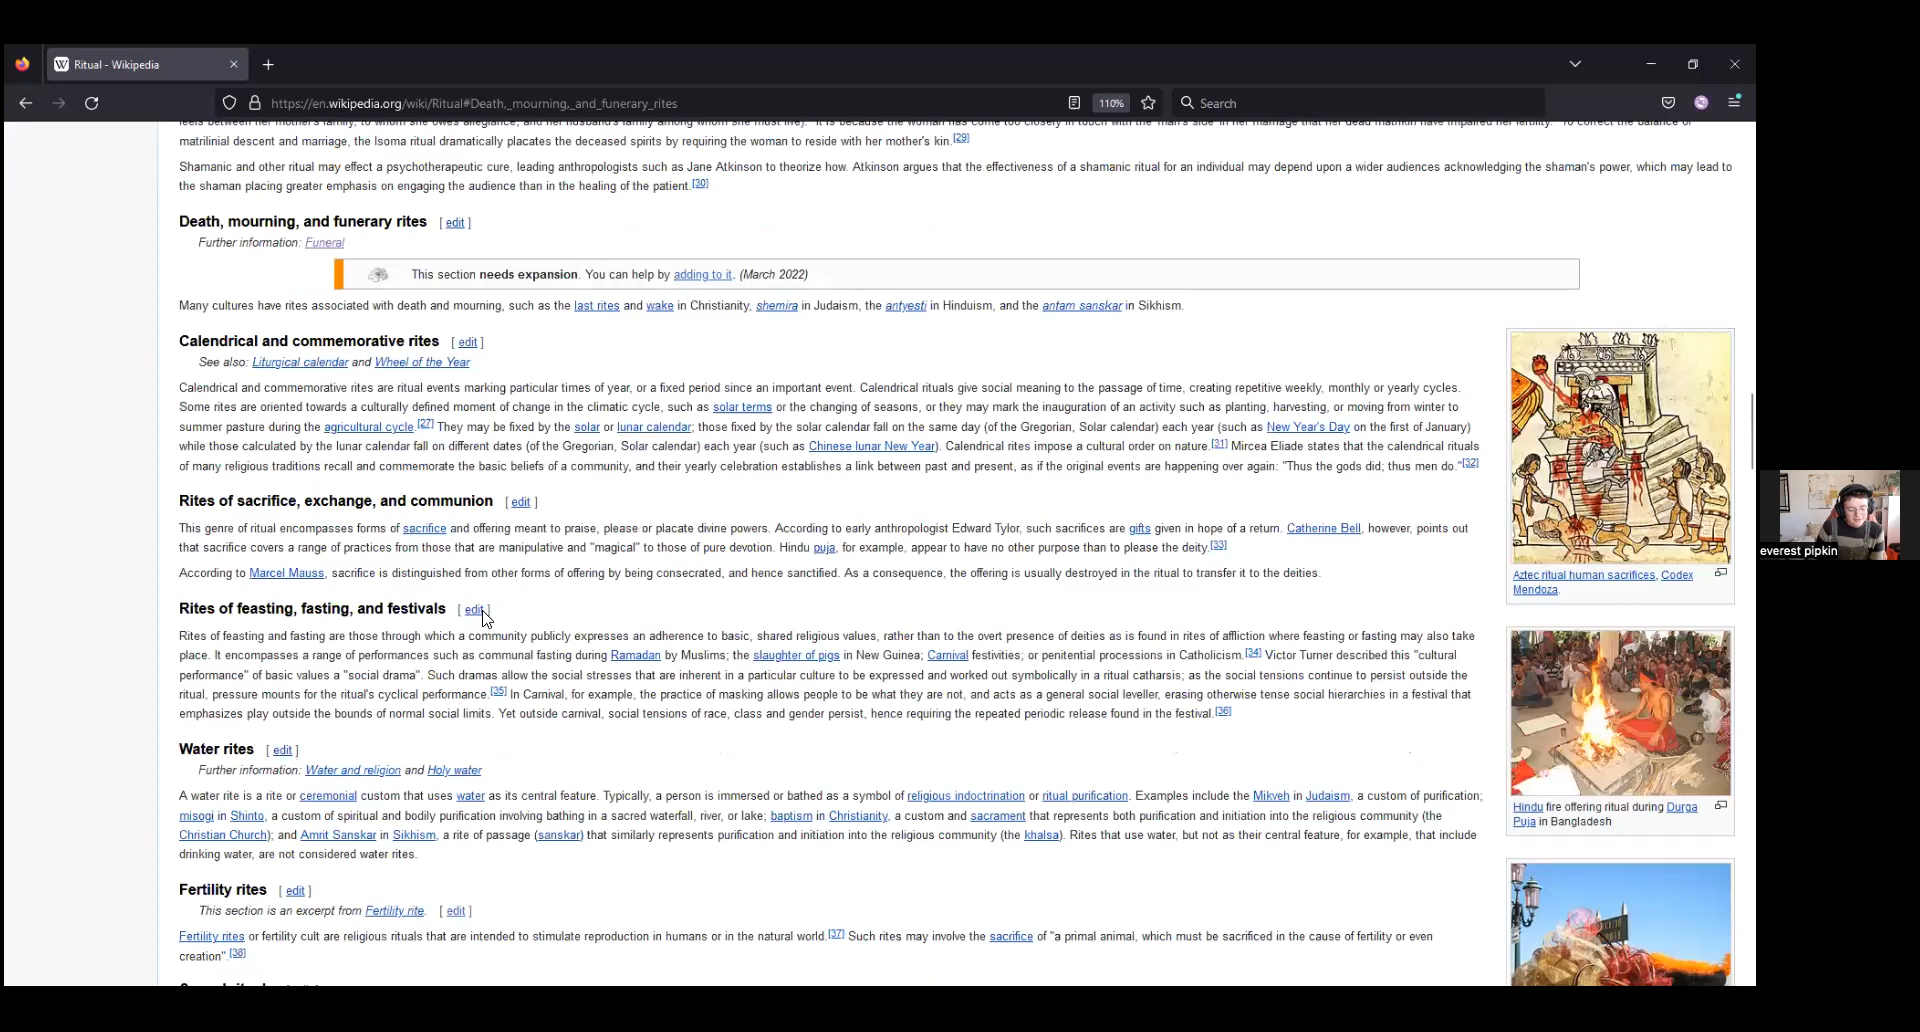 Ritual - Wikipedia
https://en.wikipedia.org/wiki/Ritual#Death,_mourning,_and_funerary_rites
110%
Search
feels between her mother's family, to whom she owes allegiance, and her husband's family among whom she must live). "It is because the woman has come too closely in touch with the 'man's side' in her marriage that her dead matrikin have impaired her fertility." To correct the balance of
matrilinial descent and marriage, the Isoma ritual dramatically placates the deceased spirits by requiring the woman to reside with her mother's kin.[29]
Shamanic and other ritual may effect a psychotherapeutic cure, leading anthropologists such as Jane Atkinson to theorize how. Atkinson argues that the effectiveness of a shamanic ritual for an individual may depend upon a wider audiences acknowledging the shaman's power, which may lead to
the shaman placing greater emphasis on engaging the audience than in the healing of the patient.[30]
Death, mourning, and funerary rites [ edit ]
Further information: Funeral
This section needs expansion. You can help by adding to it. (March 2022)
Many cultures have rites associated with death and mourning, such as the last rites and wake in Christianity, shemira in Judaism, the antyesti in Hinduism, and the antam sanskar in Sikhism.
Calendrical and commemorative rites [ edit ]
See also: Liturgical calendar and Wheel of the Year
Calendrical and commemorative rites are ritual events marking particular times of year, or a fixed period since an important event. Calendrical rituals give social meaning to the passage of time, creating repetitive weekly, monthly or yearly cycles.
Some rites are oriented towards a culturally defined moment of change in the climatic cycle, such as solar terms or the changing of seasons, or they may mark the inauguration of an activity such as planting, harvesting, or moving from winter to
summer pasture during the agricultural cycle.[27] They may be fixed by the solar or lunar calendar; those fixed by the solar calendar fall on the same day (of the Gregorian, Solar calendar) each year (such as New Year's Day on the first of January)
while those calculated by the lunar calendar fall on different dates (of the Gregorian, Solar calendar) each year (such as Chinese lunar New Year). Calendrical rites impose a cultural order on nature.[31] Mircea Eliade states that the calendrical rituals
of many religious traditions recall and commemorate the basic beliefs of a community, and their yearly celebration establishes a link between past and present, as if the original events are happening over again: "Thus the gods did; thus men do."[32]
Rites of sacrifice, exchange, and communion [ edit ]
This genre of ritual encompasses forms of sacrifice and offering meant to praise, please or placate divine powers. According to early anthropologist Edward Tylor, such sacrifices are gifts given in hope of a return. Catherine Bell, however, points out
that sacrifice covers a range of practices from those that are manipulative and "magical" to those of pure devotion. Hindu puja, for example, appear to have no other purpose than to please the deity.[33]
According to Marcel Mauss, sacrifice is distinguished from other forms of offering by being consecrated, and hence sanctified. As a consequence, the offering is usually destroyed in the ritual to transfer it to the deities.
Rites of feasting, fasting, and festivals [ edit ]
Rites of feasting and fasting are those through which a community publicly expresses an adherence to basic, shared religious values, rather than to the overt presence of deities as is found in rites of affliction where feasting or fasting may also take
place. It encompasses a range of performances such as communal fasting during Ramadan by Muslims; the slaughter of pigs in New Guinea; Carnival festivities; or penitential processions in Catholicism.[34] Victor Turner described this "cultural
performance" of basic values a "social drama". Such dramas allow the social stresses that are inherent in a particular culture to be expressed and worked out symbolically in a ritual catharsis; as the social tensions continue to persist outside the
ritual, pressure mounts for the ritual's cyclical performance.[35] In Carnival, for example, the practice of masking allows people to be what they are not, and acts as a general social leveller, erasing otherwise tense social hierarchies in a festival that
emphasizes play outside the bounds of normal social limits. Yet outside carnival, social tensions of race, class and gender persist, hence requiring the repeated periodic release found in the festival.[36]
Water rites [ edit ]
Further information: Water and religion and Holy water
A water rite is a rite or ceremonial custom that uses water as its central feature. Typically, a person is immersed or bathed as a symbol of religious indoctrination or ritual purification. Examples include the Mikveh in Judaism, a custom of purification;
misogi in Shinto, a custom of spiritual and bodily purification involving bathing in a sacred waterfall, river, or lake; baptism in Christianity, a custom and sacrament that represents both purification and initiation into the religious community (the
Christian Church); and Amrit Sanskar in Sikhism, a rite of passage (sanskar) that similarly represents purification and initiation into the religious community (the khalsa). Rites that use water, but not as their central feature, for example, that include
drinking water, are not considered water rites.
Fertility rites [ edit ]
This section is an excerpt from Fertility rite. [ edit ]
Fertility rites or fertility cult are religious rituals that are intended to stimulate reproduction in humans or in the natural world.[37] Such rites may involve the sacrifice of "a primal animal, which must be sacrificed in the cause of fertility or even
creation".[38]
Aztec ritual human sacrifices, Codex
Mendoza.
Hindu fire offering ritual during Durga
Puja in Bangladesh
everest pipkin